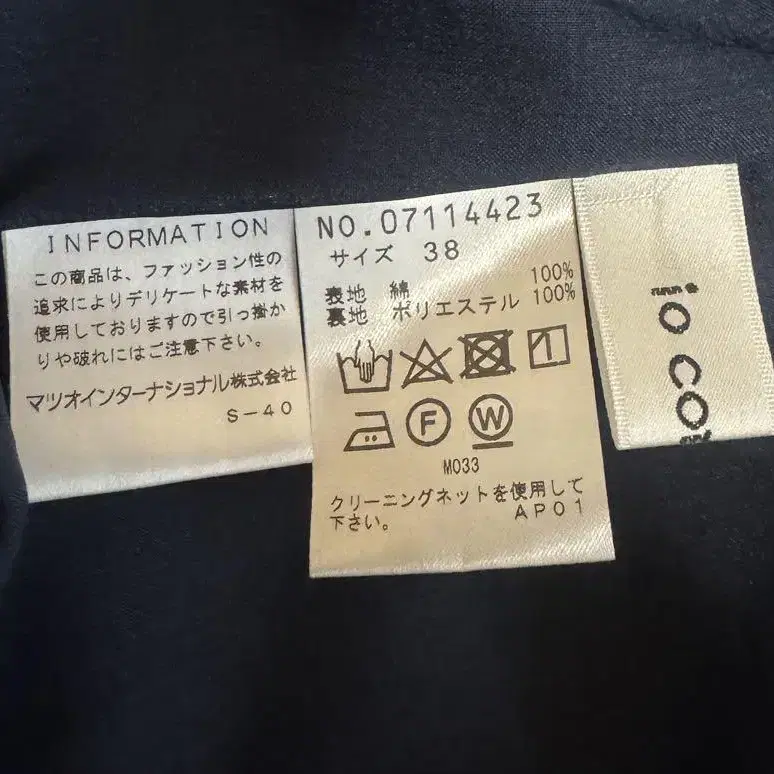 INFORMATION
この商品は、ファッション性の
追求によりデリケートな素材を
使用しておりますので引っ掛か
りや破れにはご注意下さい。
マツオインターナショナル株式会社
S-40
NO.07114423
サイズ 38
表地 綿 100%
裏地 ポリエステル 100%
F
W
M033
クリーニングネットを使用して
下さい。
AP01
IO CO